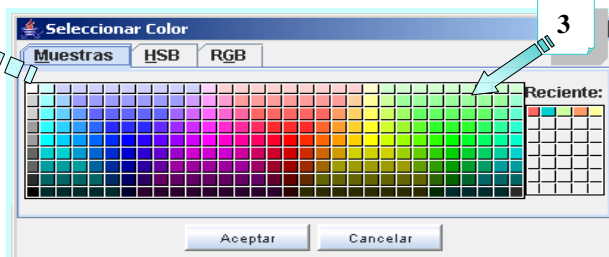 Seleccionar Color
3
Muestras HSB RGB
Reciente:
Aceptar Cancelar